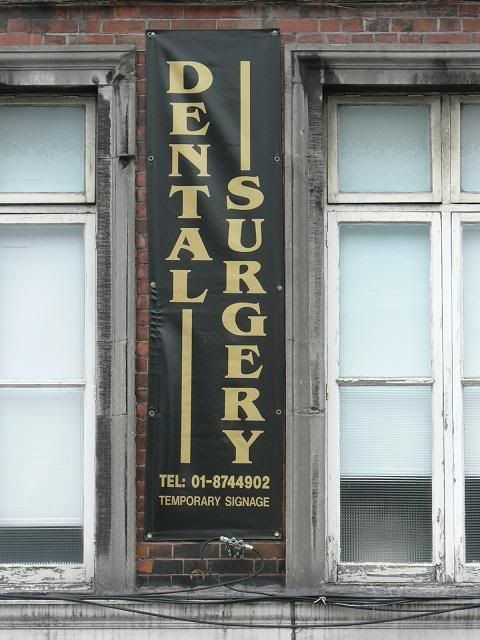 DENTAL
SURGERY
TEL: 01-8744902
TEMPORARY SIGNAGE